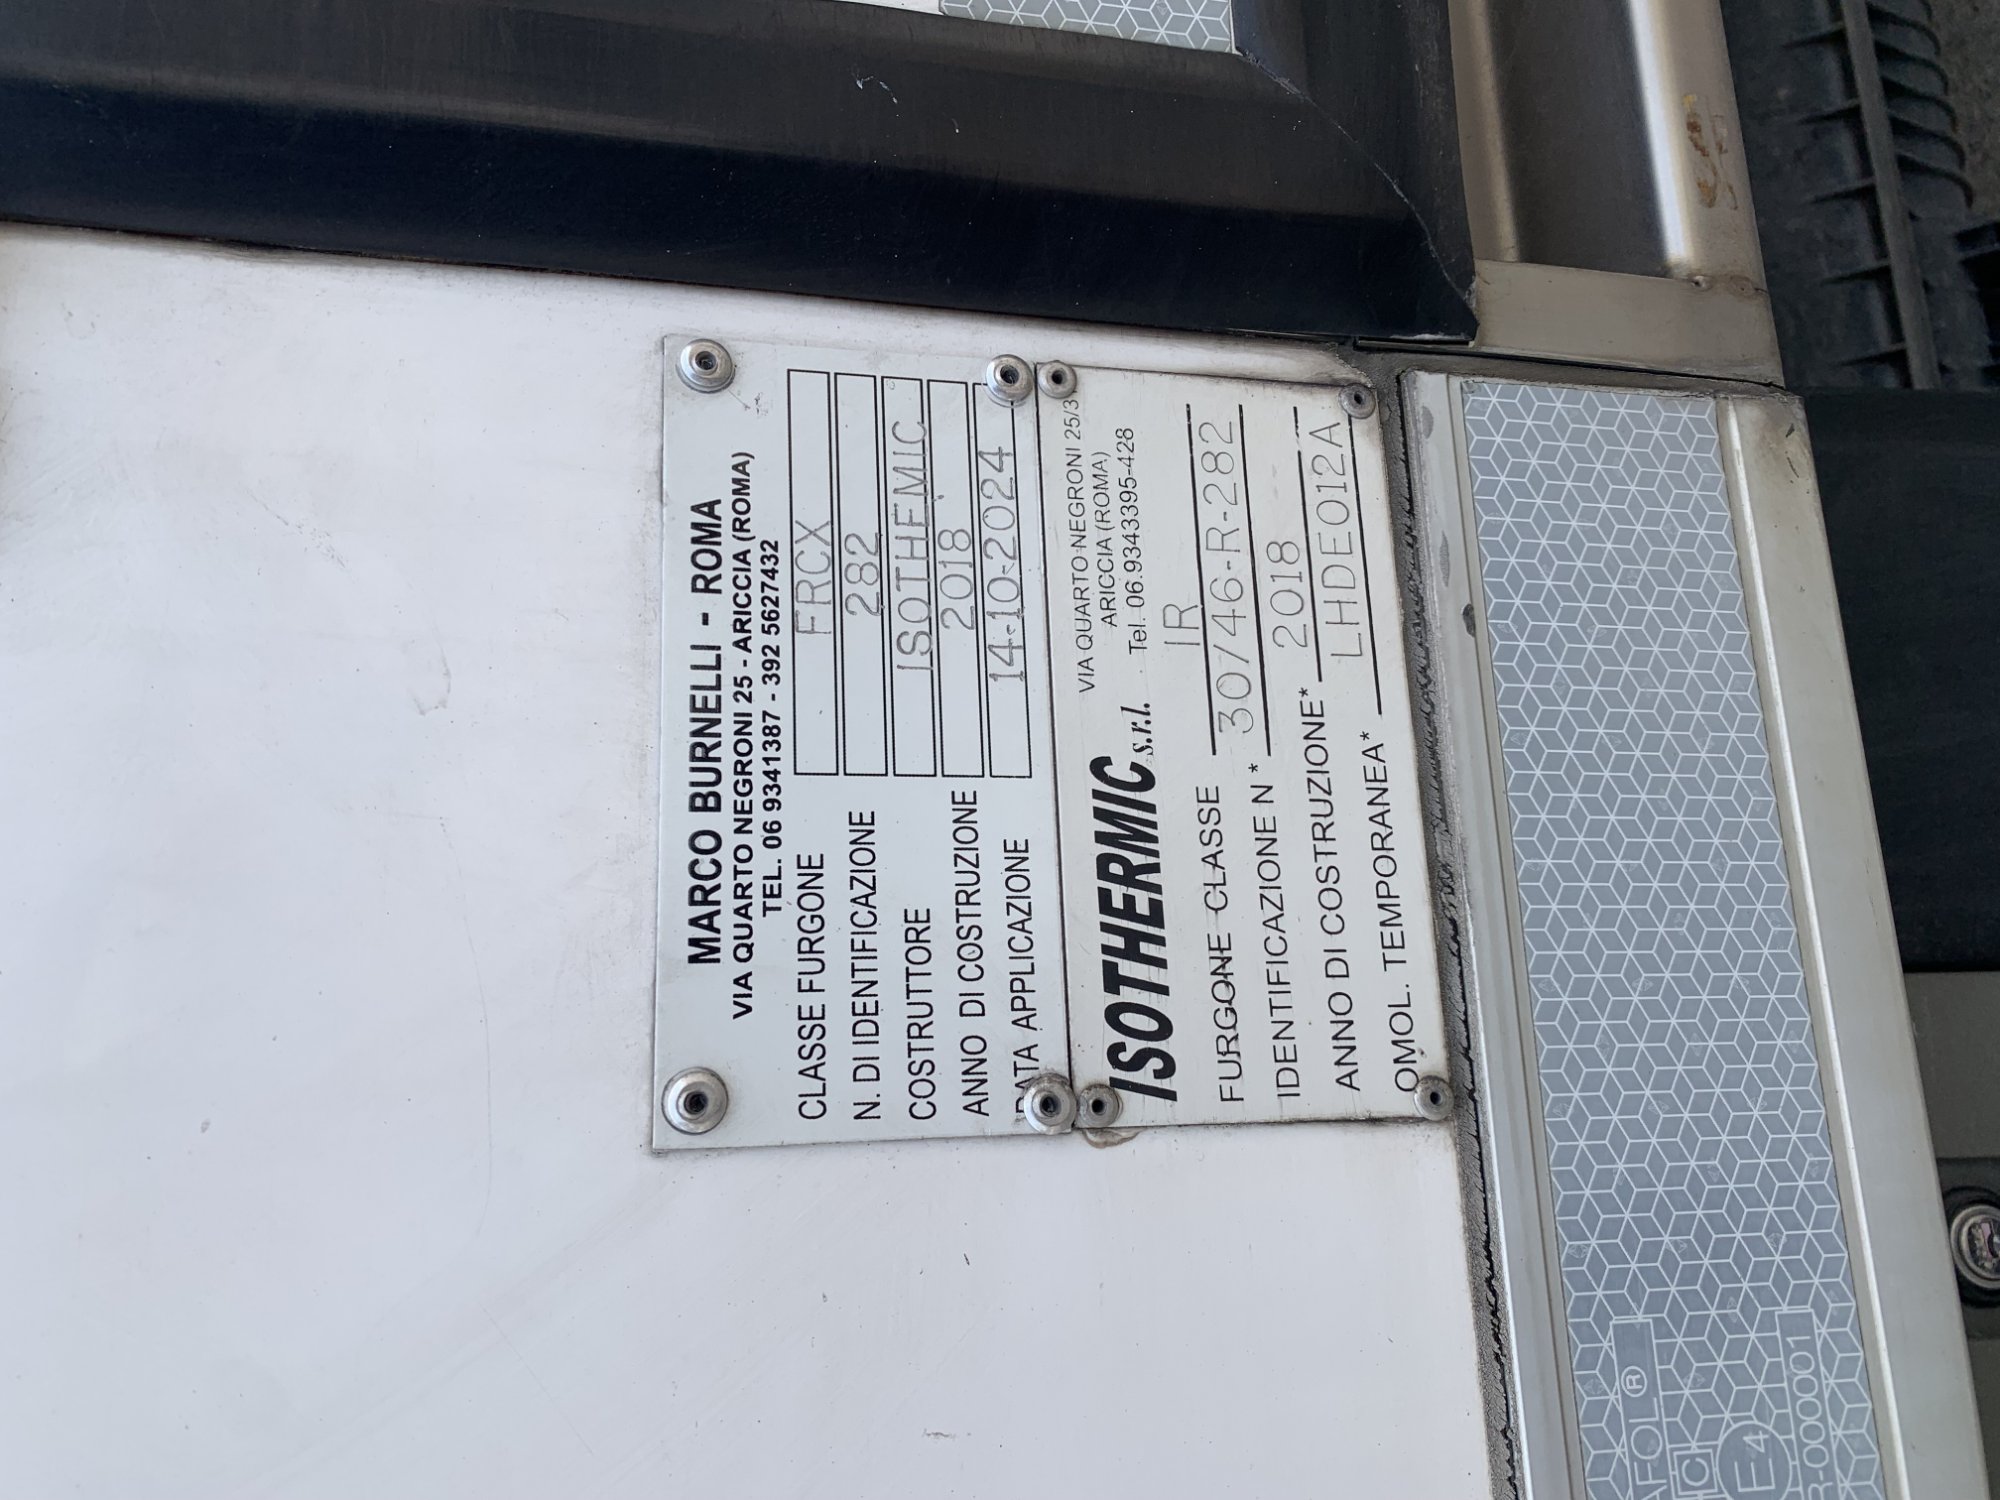 MARCO BURNELLI - ROMA
VIA QUARTO NEGRONI 25 - ARICCIA (ROMA)
TEL. 06 9341387 - 392 5627432
CLASSE FURGONE FRCX
N. DI IDENTIFICAZIONE 282
COSTRUTTORE ISOTHEMIC
ANNO DI COSTRUZIONE 2018
DATA APPLICAZIONE 14-10-2024
ISOTHERMIC s.r.l.
VIA QUARTO NEGRONI 25/3
ARICCIA (ROMA)
Tel. 06.9343395-428
FURGONE CLASSE IR
IDENTIFICAZIONE N * 30/46-R-282
ANNO DI COSTRUZIONE* 2018
OMOL. TEMPORANEA* LHDE012A
AFOL®
C
E4
000001